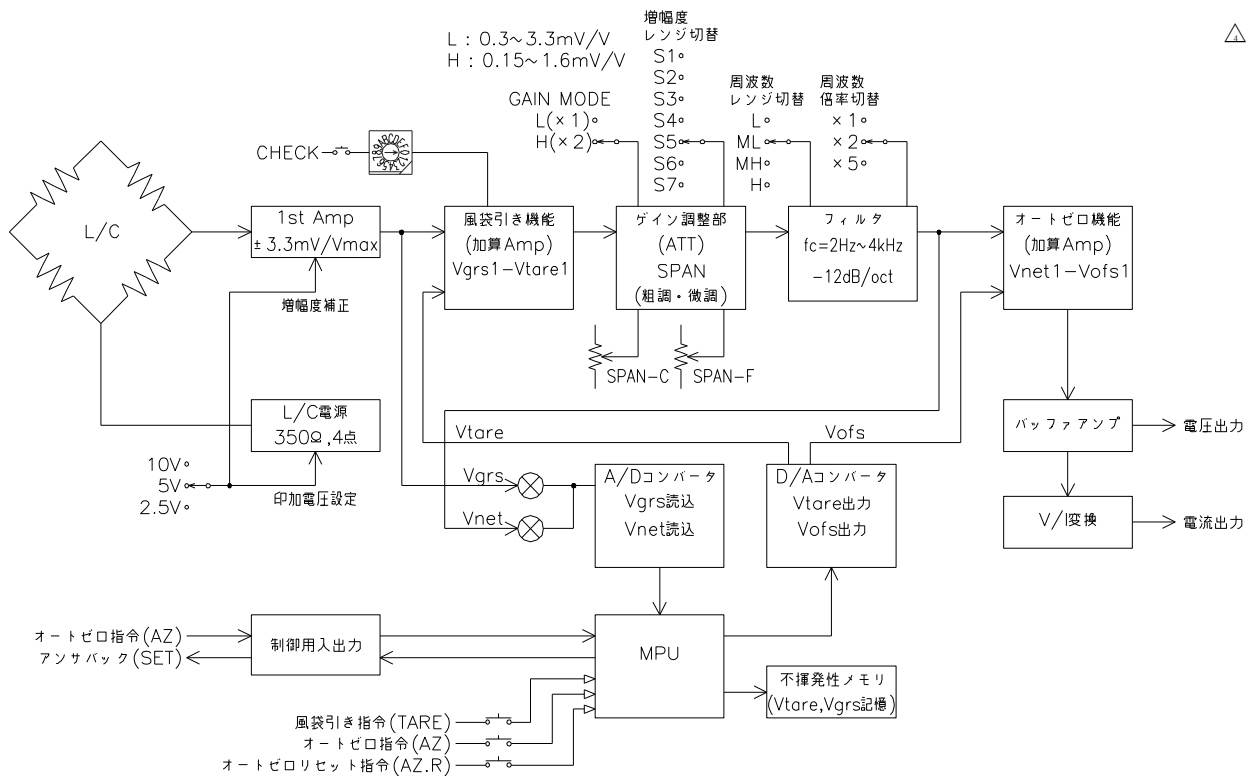 L : 0.3~3.3mV/V
H : 0.15~1.6mV/V
増幅度
レンジ切替
S1
S2
S3
S4
S5
S6
S7
GAIN MODE
L(×1)
H(×2)
周波数
レンジ切替
L
ML
MH
H
周波数
倍率切替
×1
×2
×5
4
CHECK
L/C
1st Amp
±3.3mV/Vmax
増幅度補正
風袋引き機能
(加算Amp)
Vgrs1-Vtare1
ゲイン調整部
(ATT)
SPAN
(粗調・微調)
フィルタ
fc=2Hz~4kHz
-12dB/oct
オートゼロ機能
(加算Amp)
Vnet1-Vofs1
SPAN-C
SPAN-F
L/C電源
350Ω,4点
10V
5V
2.5V
印加電圧設定
Vtare
Vofs
Vgrs
Vnet
A/Dコンバータ
Vgrs読込
Vnet読込
D/Aコンバータ
Vtare出力
Vofs出力
バッファアンプ
電圧出力
V/I変換
電流出力
オートゼロ指令(AZ)
アンサバック(SET)
制御用入出力
MPU
不揮発性メモリ
(Vtare,Vgrs記憶)
風袋引き指令(TARE)
オートゼロ指令(AZ)
オートゼロリセット指令(AZ.R)